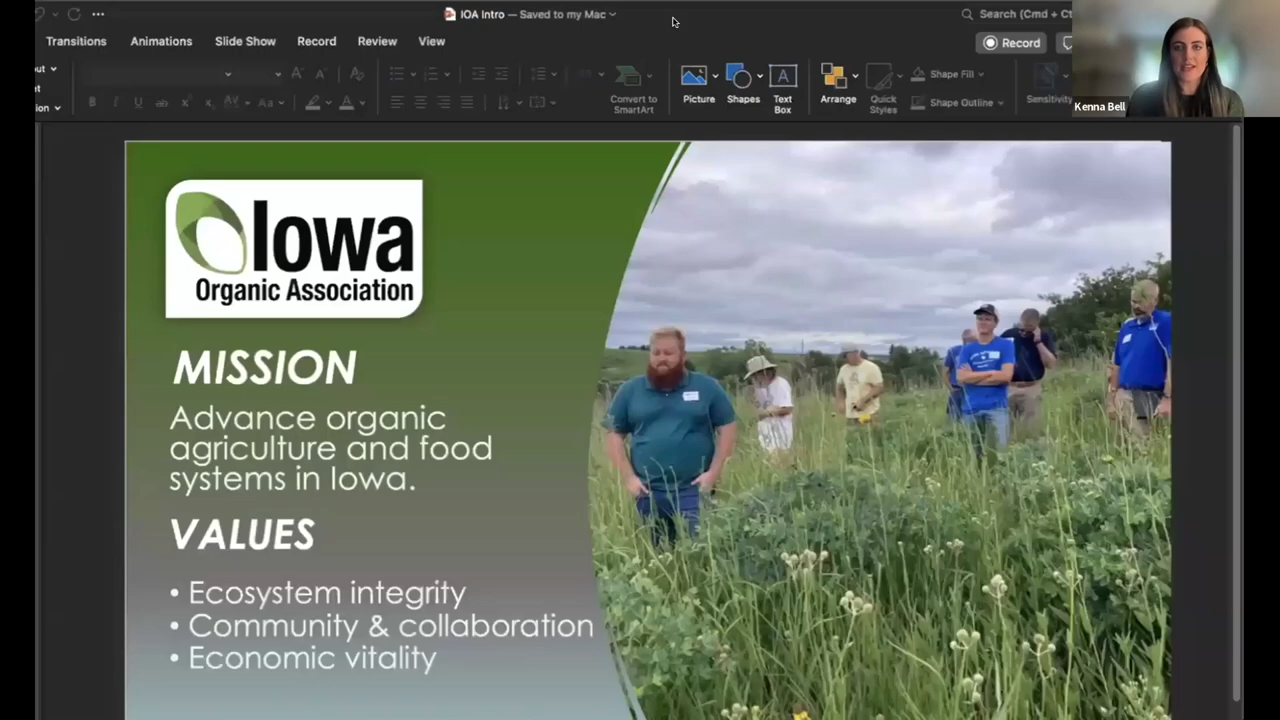 IOA Intro — Saved to my Mac
Search (Cmd + Ct
Transitions Animations Slide Show Record Review View
Record
Convert to
SmartArt
Picture
Shapes
Text
Box
Arrange
Quick
Styles
Shape Fill
Shape Outline
Sensitivity
Kenna Bell
Iowa
Organic Association
MISSION
Advance organic
agriculture and food
systems in Iowa.
VALUES
• Ecosystem integrity
• Community & collaboration
• Economic vitality